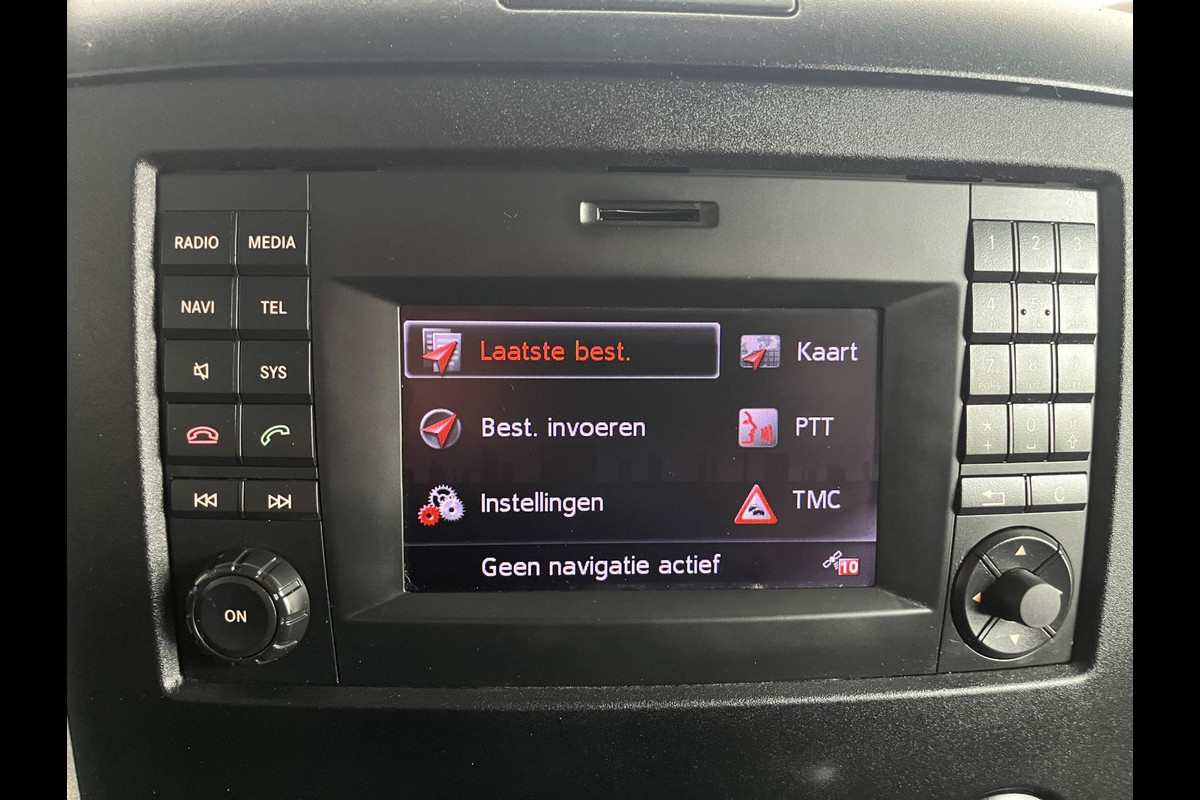 RADIO MEDIA
NAVI TEL
SYS
ON
Laatste best. Kaart
Best. invoeren PTT
Instellingen TMC
Geen navigatie actief 10
1 2 3
4 5
7 8 9
* 0 #
+
C